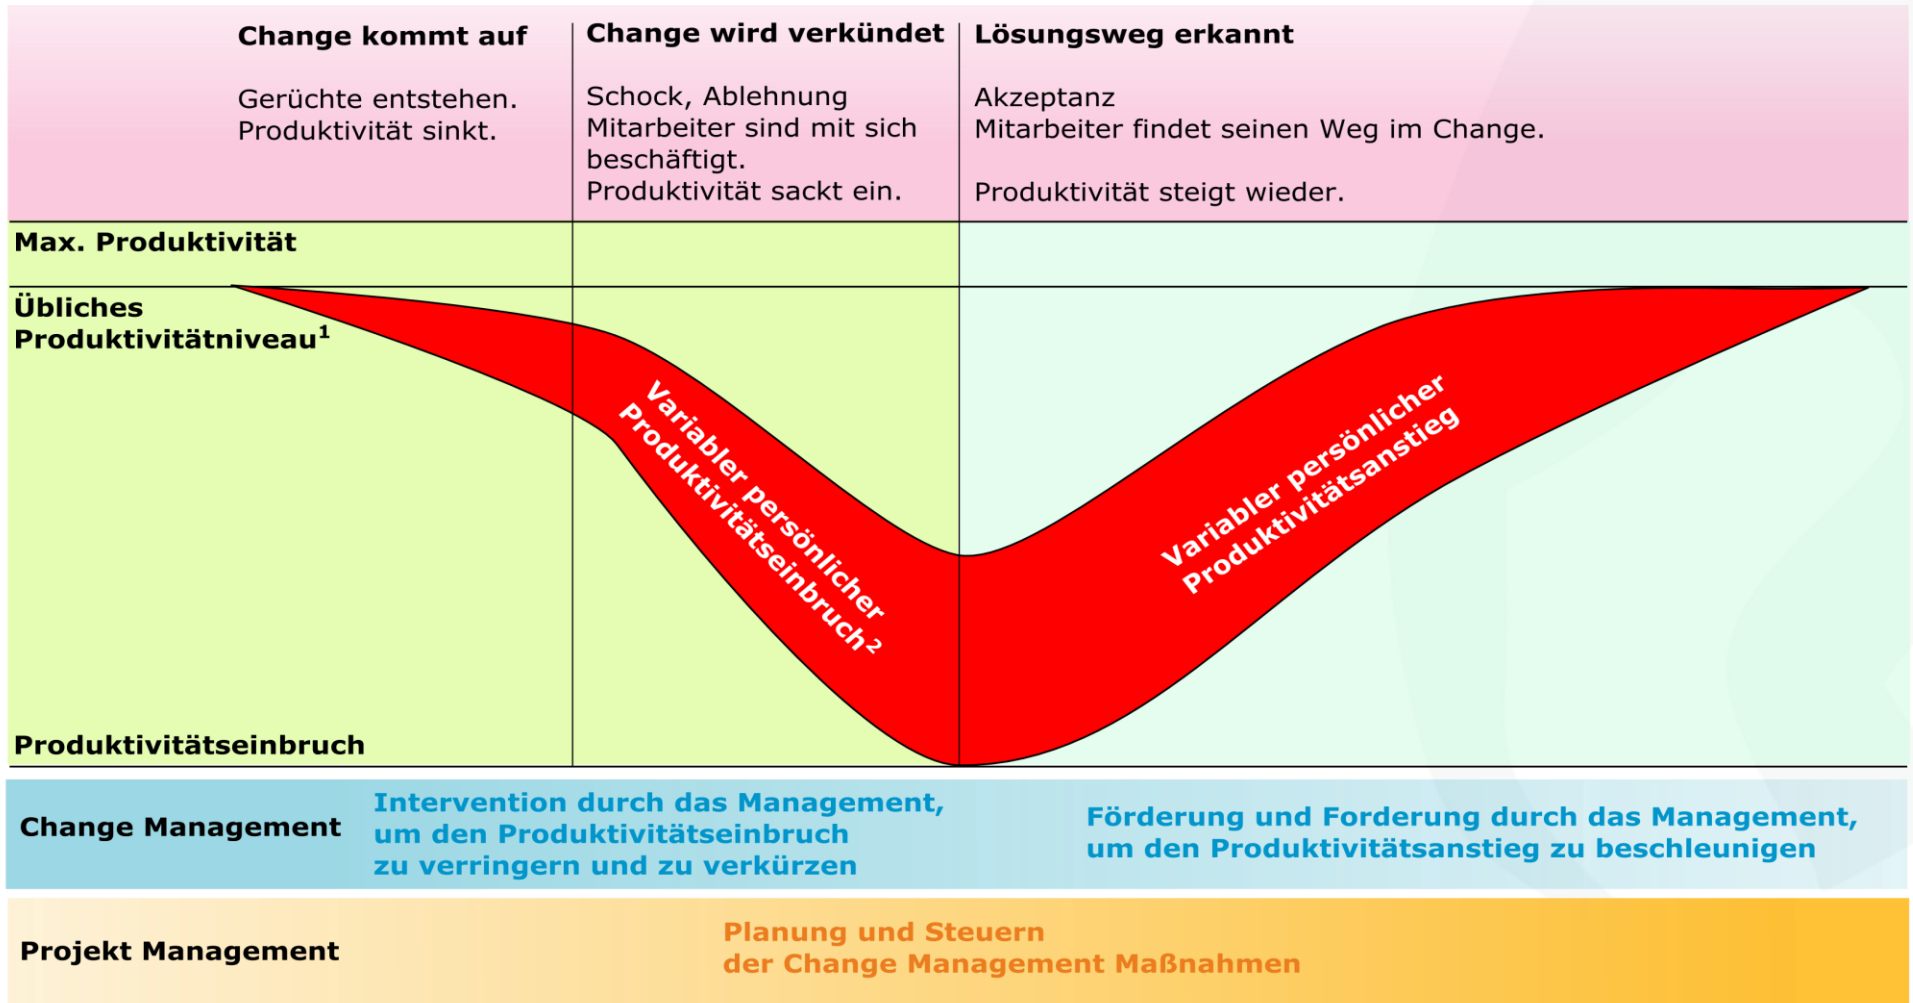 Change kommt auf
Gerüchte entstehen.
Produktivität sinkt.
Change wird verkündet
Schock, Ablehnung
Mitarbeiter sind mit sich
beschäftigt.
Produktivität sackt ein.
Lösungsweg erkannt
Akzeptanz
Mitarbeiter findet seinen Weg im Change.
Produktivität steigt wieder.
Max. Produktivität
Übliches
Produktivitätniveau¹
Variabler persönlicher
Produktivitätseinbruch²
Variabler persönlicher
Produktivitätsanstieg
Produktivitätseinbruch
Change Management
Intervention durch das Management,
um den Produktivitätseinbruch
zu verringern und zu verkürzen
Förderung und Forderung durch das Management,
um den Produktivitätsanstieg zu beschleunigen
Projekt Management
Planung und Steuern
der Change Management Maßnahmen